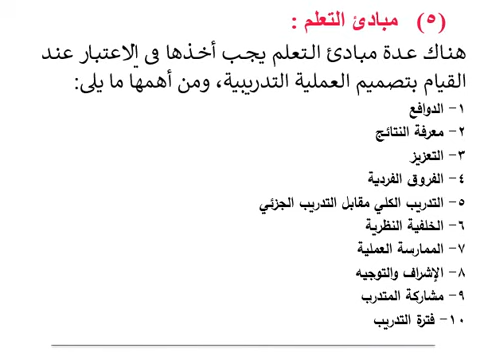 (٥) مبادئ التعلم :
هناك عدة مبادئ التعلم يجب أخذها فى الاعتبار عند
القيام بتصميم العملية التدريبية، ومن أهمها ما يلى:
١- الدوافع
٢- معرفة النتائج
٣- التعزيز
٤- الفروق الفردية
٥- التدريب الكلي مقابل التدريب الجزئي
٦- الخلفية النظرية
٧- الممارسة العملية
٨- الإشراف والتوجيه
٩- مشاركة المتدرب
١٠- فترة التدريب